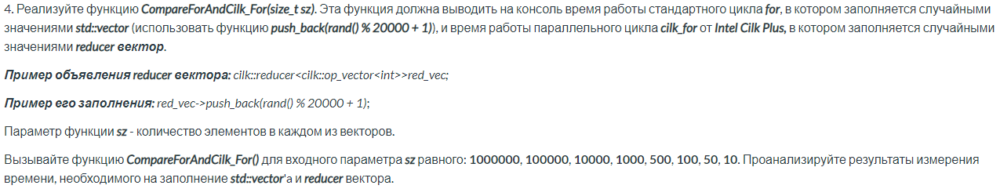 4. Реализуйте функцию CompareForAndCilk_For(size_t sz). Эта функция должна выводить на консоль время работы стандартного цикла for, в котором заполняется случайными
значениями std::vector (использовать функцию push_back(rand() % 20000 + 1)), и время работы параллельного цикла cilk_for от Intel Cilk Plus, в котором заполняется случайными
значениями reducer вектор.
Пример объявления reducer вектора: cilk::reducer<cilk::op_vector<int>>red_vec;
Пример его заполнения: red_vec->push_back(rand() % 20000 + 1);
Параметр функции sz - количество элементов в каждом из векторов.
Вызывайте функцию CompareForAndCilk_For() для входного параметра sz равного: 1000000, 100000, 10000, 1000, 500, 100, 50, 10. Проанализируйте результаты измерения
времени, необходимого на заполнение std::vector'а и reducer вектора.